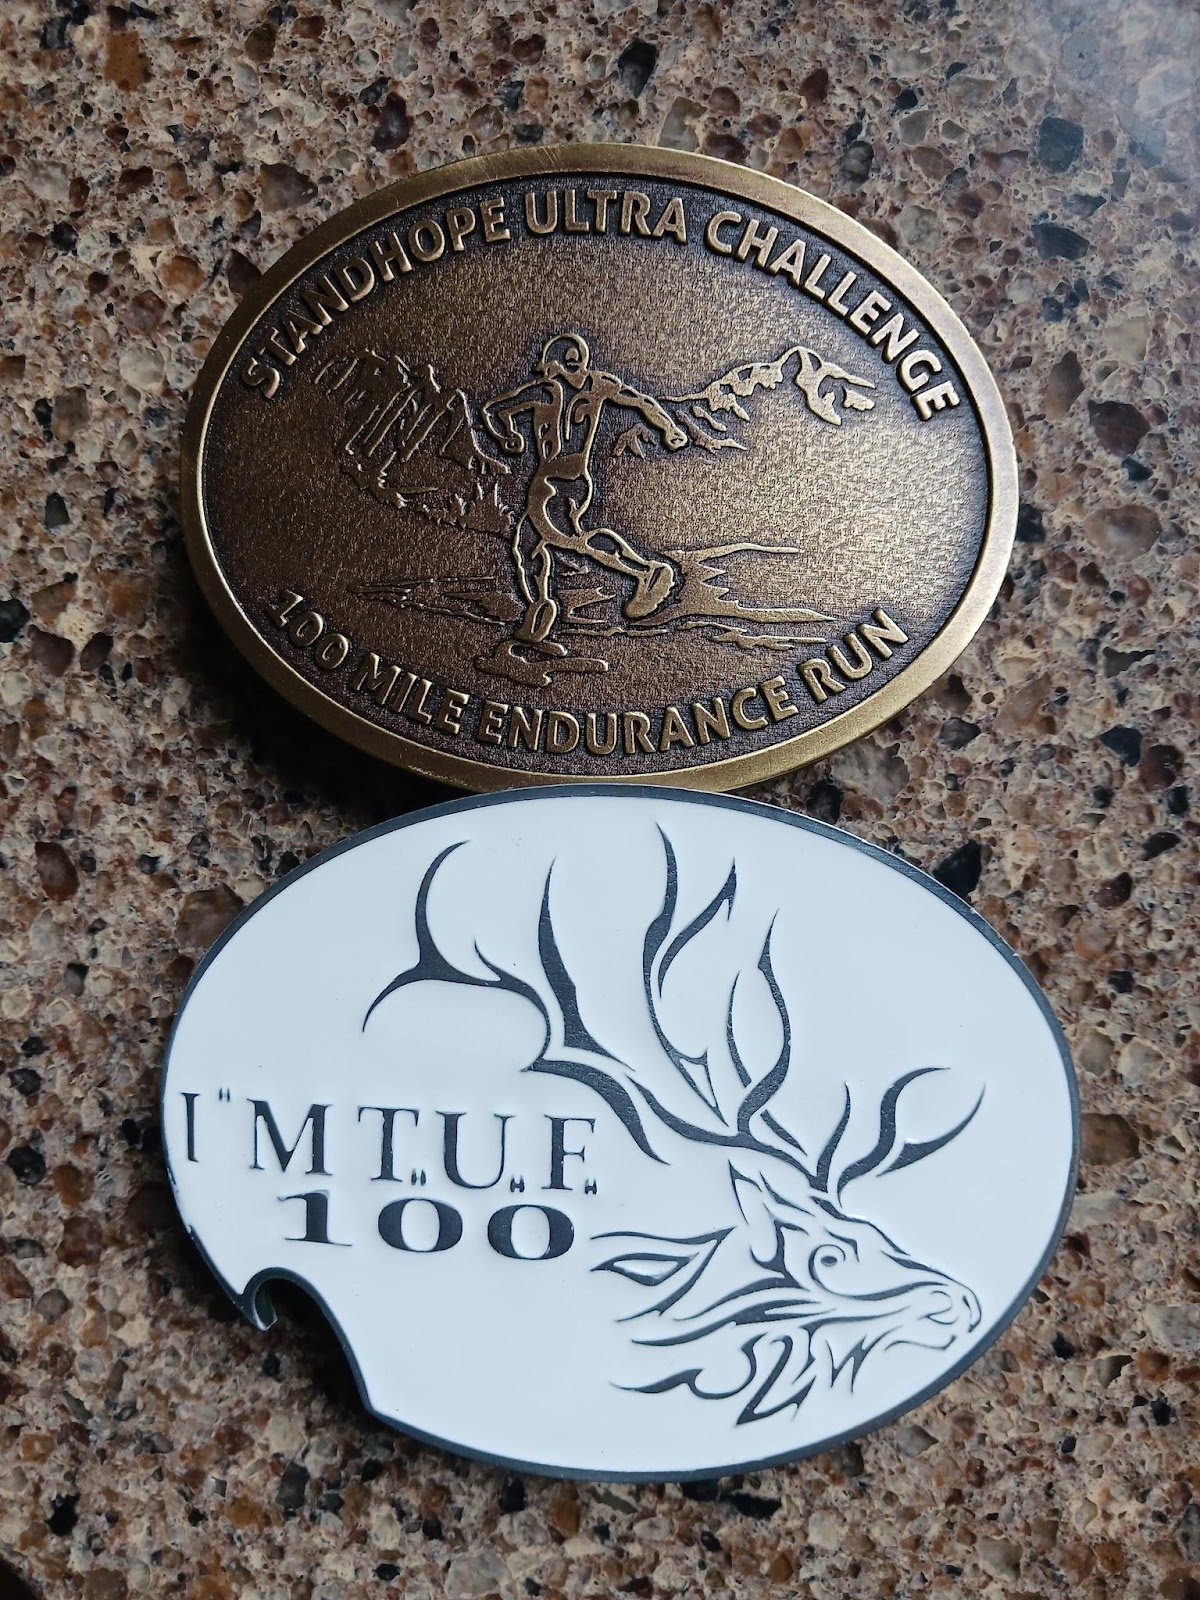 STANDHOPE ULTRA CHALLENGE
100 MILE ENDURANCE RUN
I"M T.U.F.
100